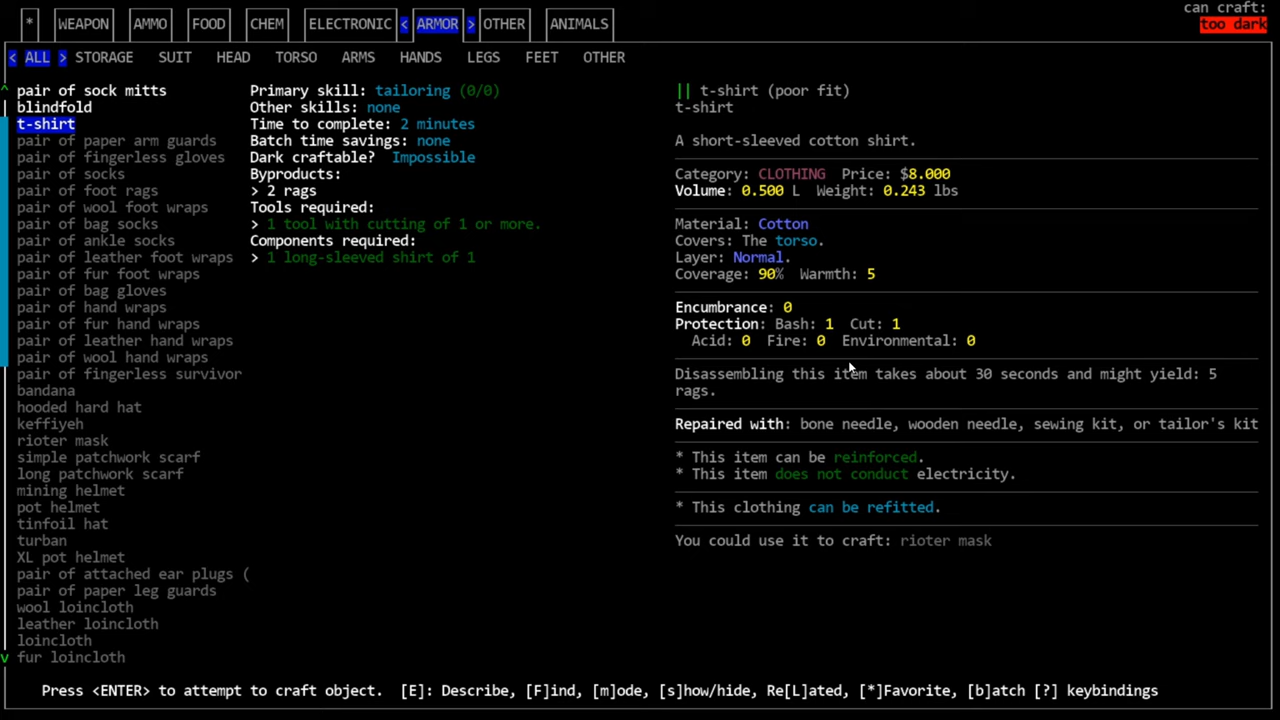 can craft:
* WEAPON AMMO FOOD CHEM ELECTRONIC < ARMOR > OTHER ANIMALS
too dark
< ALL > STORAGE SUIT HEAD TORSO ARMS HANDS LEGS FEET OTHER
^ pair of sock mitts
blindfold
t-shirt
pair of paper arm guards
pair of fingerless gloves
pair of socks
pair of foot rags
pair of wool foot wraps
pair of bag socks
pair of ankle socks
pair of leather foot wraps
pair of fur foot wraps
pair of bag gloves
pair of hand wraps
pair of fur hand wraps
pair of leather hand wraps
pair of wool hand wraps
pair of fingerless survivor
bandana
hooded hard hat
keffiyeh
rioter mask
simple patchwork scarf
long patchwork scarf
mining helmet
pot helmet
tinfoil hat
turban
XL pot helmet
pair of attached ear plugs (
pair of paper leg guards
wool loincloth
leather loincloth
loincloth
v fur loincloth
Primary skill: tailoring (0/0)
Other skills: none
Time to complete: 2 minutes
Batch time savings: none
Dark craftable? Impossible
Byproducts:
> 2 rags
Tools required:
> 1 tool with cutting of 1 or more.
Components required:
> 1 long-sleeved shirt of 1
|| t-shirt (poor fit)
t-shirt
A short-sleeved cotton shirt.
Category: CLOTHING Price: $8.000
Volume: 0.500 L Weight: 0.243 lbs
Material: Cotton
Covers: The torso.
Layer: Normal.
Coverage: 90% Warmth: 5
Encumbrance: 0
Protection: Bash: 1 Cut: 1
Acid: 0 Fire: 0 Environmental: 0
Disassembling this item takes about 30 seconds and might yield: 5
rags.
Repaired with: bone needle, wooden needle, sewing kit, or tailor's kit
* This item can be reinforced.
* This item does not conduct electricity.
* This clothing can be refitted.
You could use it to craft: rioter mask
Press <ENTER> to attempt to craft object. [E]: Describe, [F]ind, [m]ode, [s]how/hide, Re[L]ated, [*]Favorite, [b]atch [?] keybindings